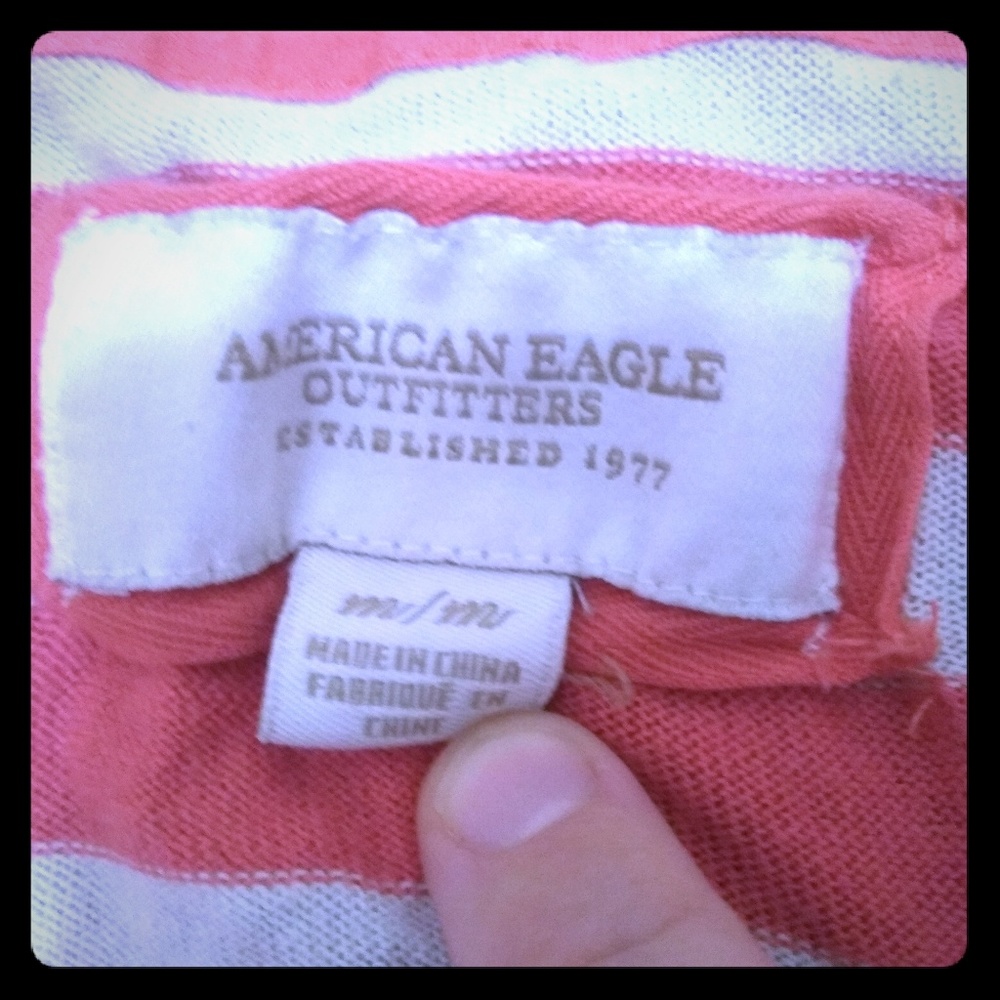 AMERICAN EAGLE
OUTFITTERS
ESTABLISHED 1977
m/m
MADE IN CHINA
FABRIQUÉ EN
CHINE